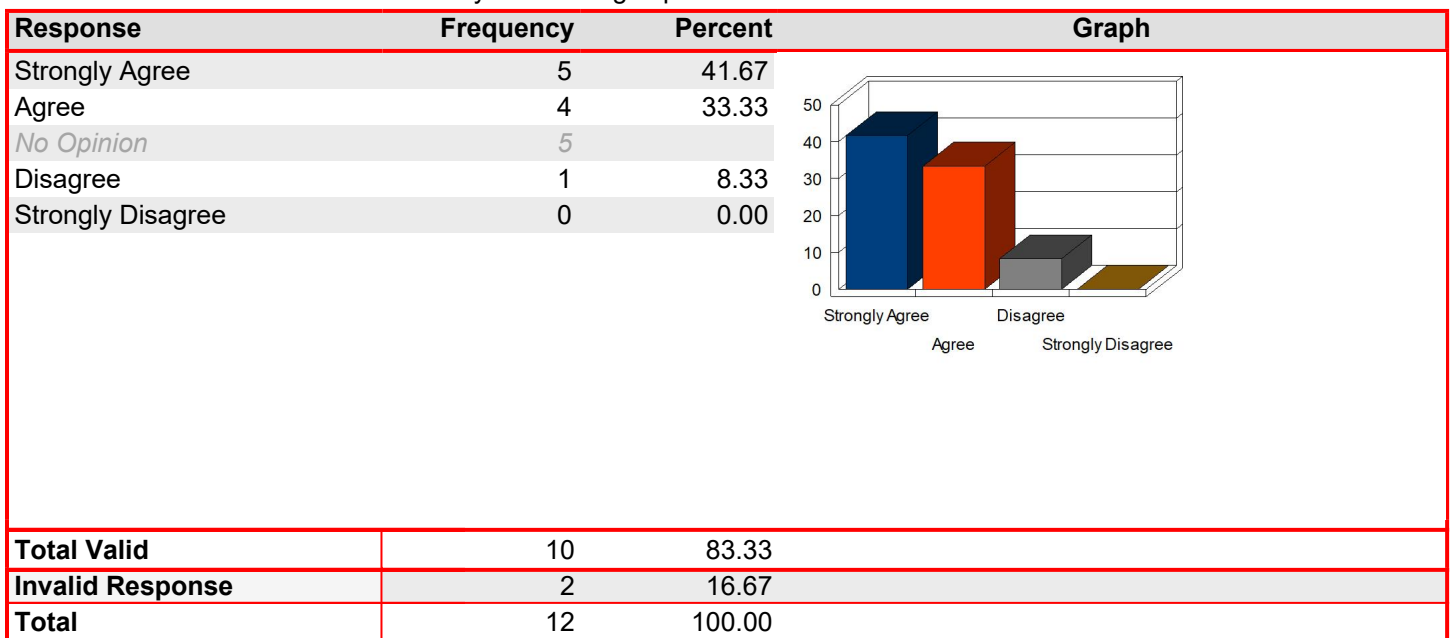 Response Frequency Percent Graph
Strongly Agree 5 41.67
Agree 4 33.33
No Opinion 5
Disagree 1 8.33
Strongly Disagree 0 0.00
50
40
30
20
10
0
Strongly Agree Disagree
Agree Strongly Disagree
Total Valid 10 83.33
Invalid Response 2 16.67
Total 12 100.00